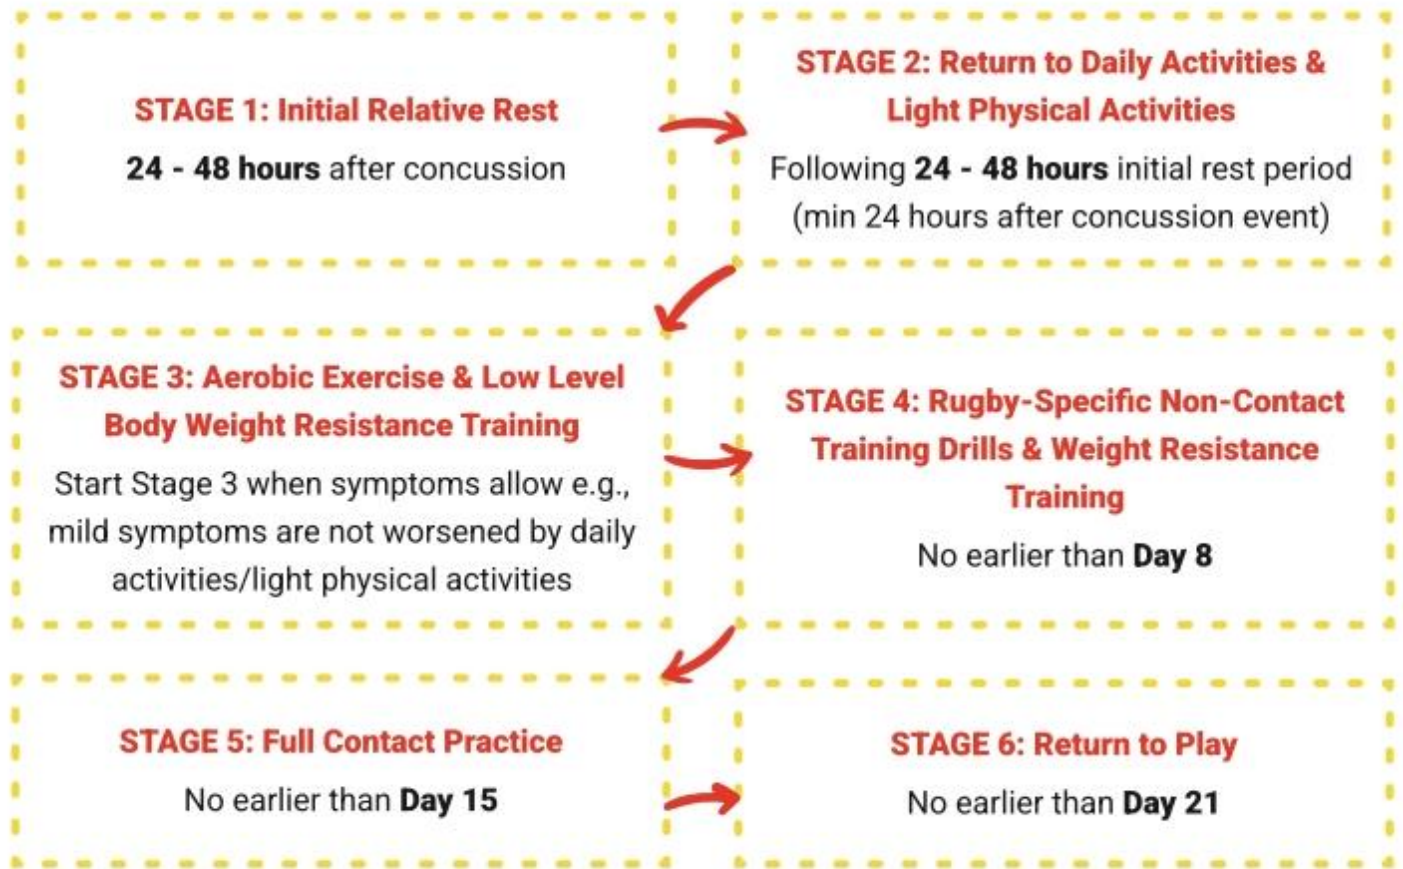 STAGE 1: Initial Relative Rest
24 - 48 hours after concussion
STAGE 2: Return to Daily Activities &
Light Physical Activities
Following 24 - 48 hours initial rest period
(min 24 hours after concussion event)
STAGE 3: Aerobic Exercise & Low Level
Body Weight Resistance Training
Start Stage 3 when symptoms allow e.g.,
mild symptoms are not worsened by daily
activities/light physical activities
STAGE 4: Rugby-Specific Non-Contact
Training Drills & Weight Resistance
Training
No earlier than Day 8
STAGE 5: Full Contact Practice
No earlier than Day 15
STAGE 6: Return to Play
No earlier than Day 21